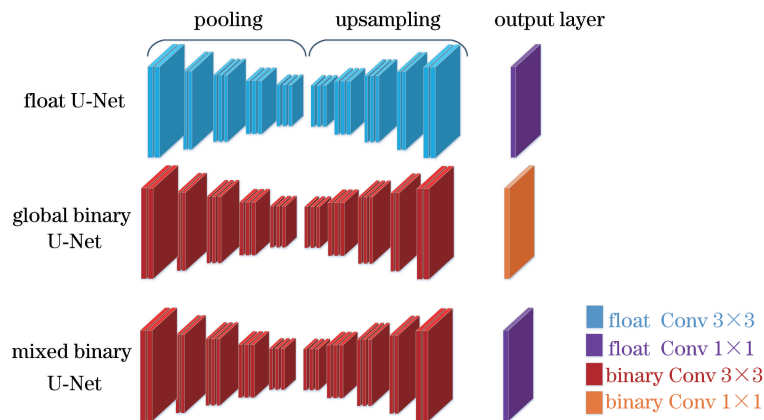 pooling
upsampling
output layer
float U-Net
global binary
U-Net
mixed binary
U-Net
float Conv 3×3
float Conv 1×1
binary Conv 3×3
binary Conv 1×1